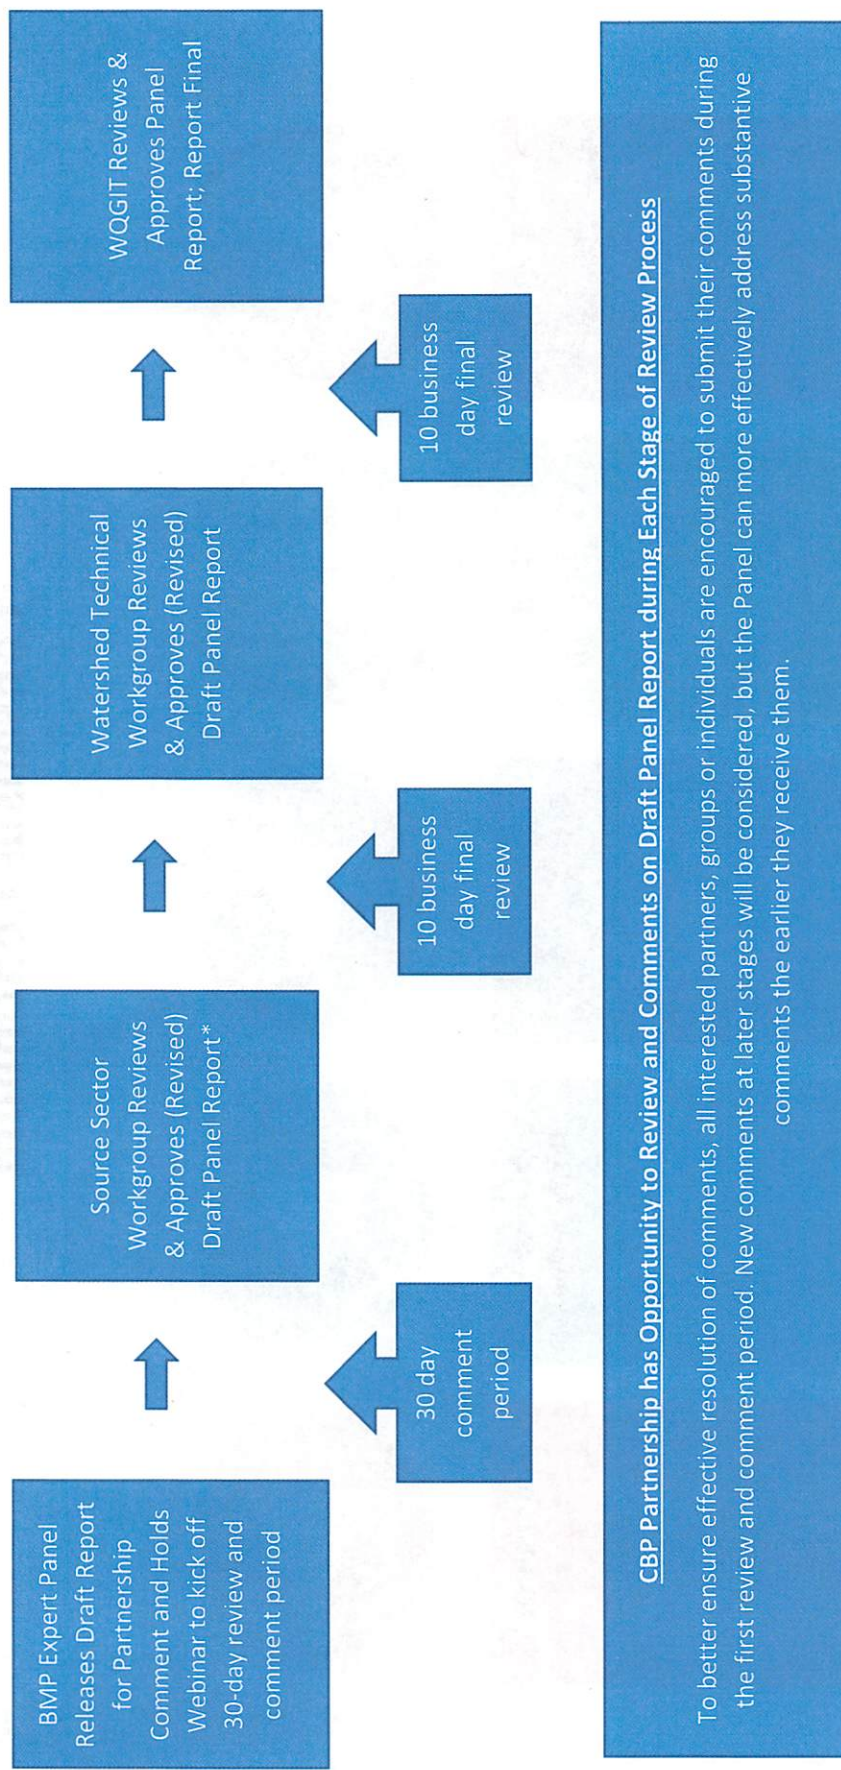 BMP Expert Panel
Releases Draft Report
for Partnership
Comment and Holds
Webinar to kick off
30-day review and
comment period
Source Sector
Workgroup Reviews
& Approves (Revised)
Draft Panel Report*
Watershed Technical
Workgroup Reviews
& Approves (Revised)
Draft Panel Report
WQGIT Reviews &
Approves Panel
Report; Report Final
30 day
comment
period
10 business
day final
review
10 business
day final
review
CBP Partnership has Opportunity to Review and Comments on Draft Panel Report during Each Stage of Review Process
To better ensure effective resolution of comments, all interested partners, groups or individuals are encouraged to submit their comments during
the first review and comment period. New comments at later stages will be considered, but the Panel can more effectively address substantive
comments the earlier they receive them.